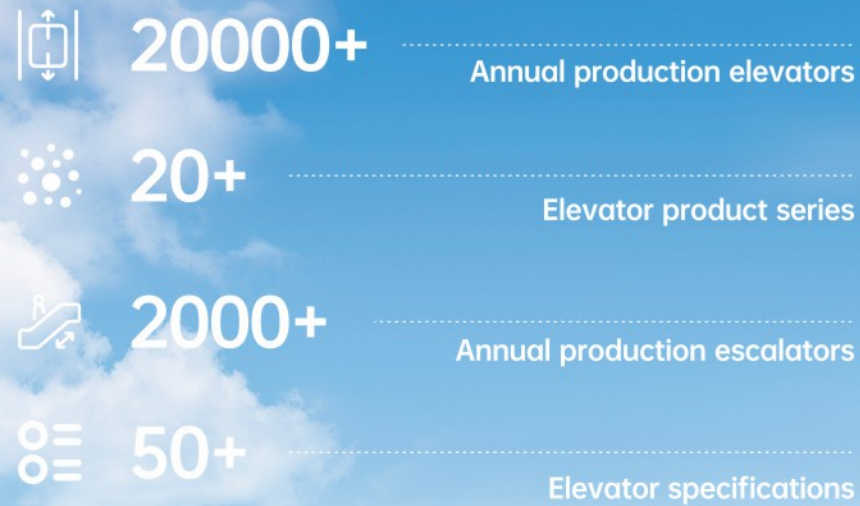 20000+
Annual production elevators
20+
Elevator product series
2000+
Annual production escalators
50+
Elevator specifications